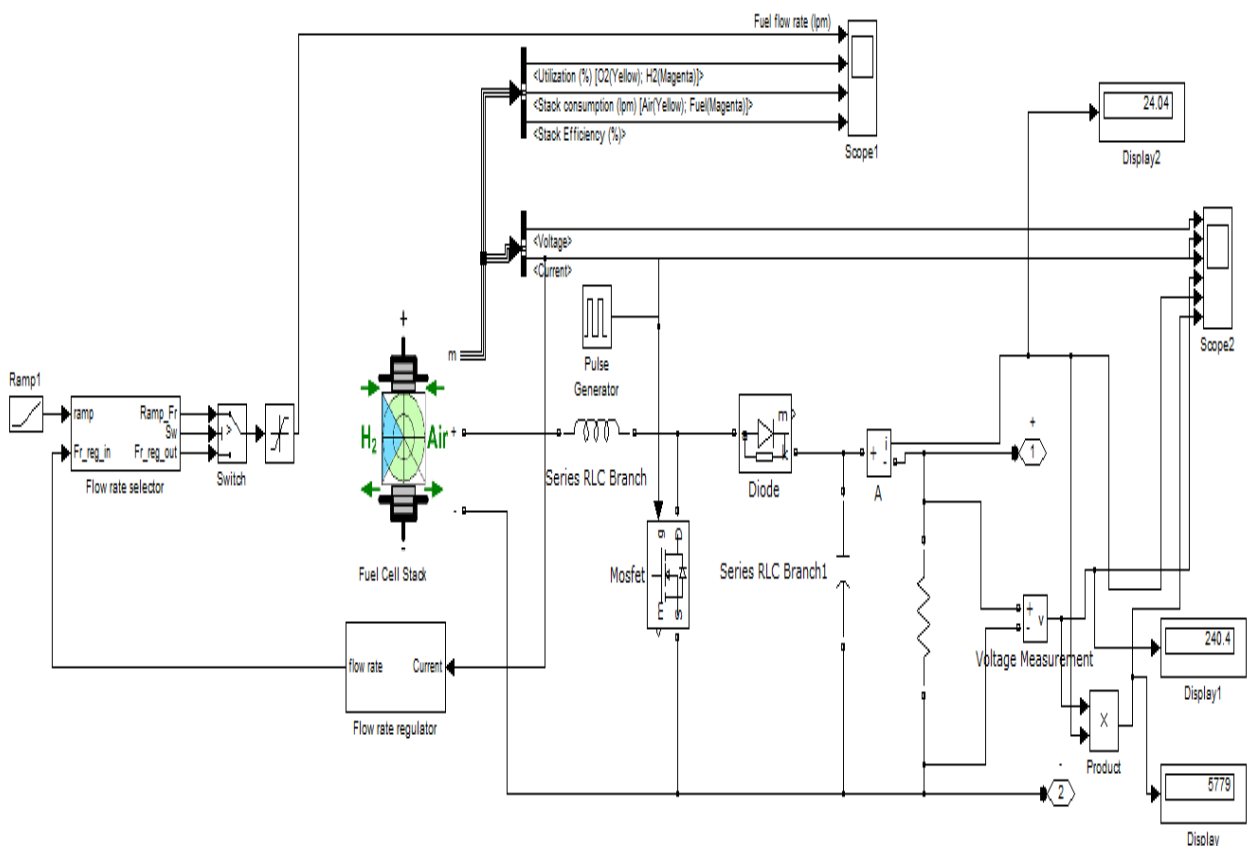 Fuel flow rate (lpm)
<Utilization (%) [O2(Yellow); H2(Magenta)]>
<Stack consumption (lpm) [Air(Yellow); Fuel(Magenta)]>
<Stack Efficiency (%)>
Scope1
24.04
Display2
<Voltage>
<Current>
Scope2
Pulse
Generator
Ramp1
ramp
Fr_reg_in
Ramp_Fr
Sw
Fr_reg_out
Flow rate selector
>
Switch
+
m
H2
Air
+
-
-
Fuel Cell Stack
Series RLC Branch
m
k
Diode
+
i
-
A
+
1
g
D
m
S
Mosfet
Series RLC Branch1
+
-
v
Voltage Measurement
240.4
Display1
flow rate
Current
Flow rate regulator
×
Product
-
2
5779
Display